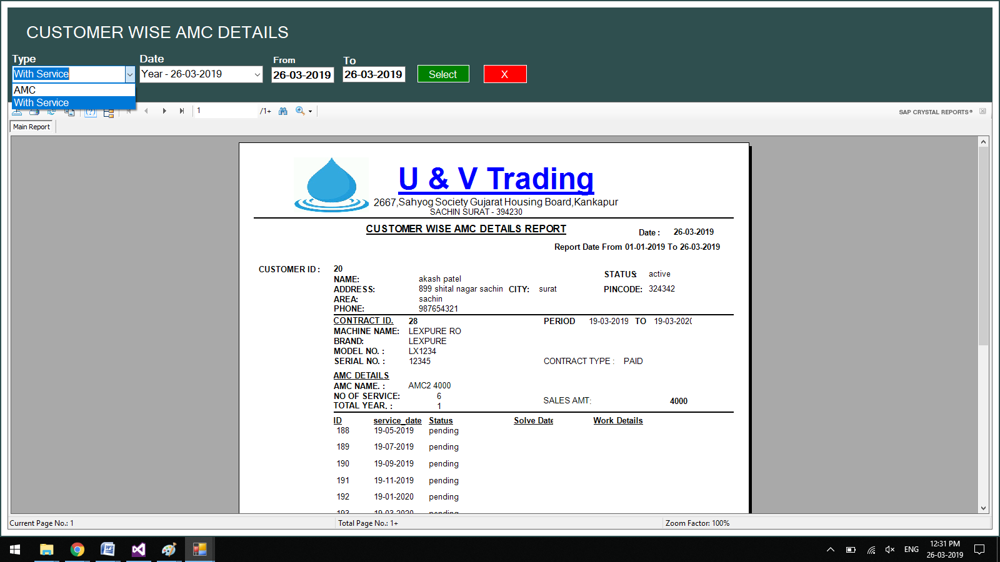 CUSTOMER WISE AMC DETAILS
Type Date From To
With Service Year - 26-03-2019 26-03-2019 26-03-2019 Select X
AMC
With Service
1 /1+ SAP CRYSTAL REPORTS®
Main Report
U & V Trading
2667,Sahyog Society Gujarat Housing Board,Kankapur
SACHIN SURAT - 394230
CUSTOMER WISE AMC DETAILS REPORT
Date : 26-03-2019
Report Date From 01-01-2019 To 26-03-2019
CUSTOMER ID : 20
STATUS: active
NAME: akash patel
ADDRESS: 899 shital nagar sachin CITY: surat PINCODE: 324342
AREA: sachin
PHONE: 987654321
CONTRACT ID. 28 PERIOD 19-03-2019 TO 19-03-2020
MACHINE NAME: LEXPURE RO
BRAND: LEXPURE
MODEL NO. : LX1234
SERIAL NO. : 12345 CONTRACT TYPE : PAID
AMC DETAILS
AMC NAME. : AMC2 4000
NO OF SERVICE: 6
SALES AMT: 4000
TOTAL YEAR. : 1
ID service_date Status Solve Date Work Details
188 19-05-2019 pending
189 19-07-2019 pending
190 19-09-2019 pending
191 19-11-2019 pending
192 19-01-2020 pending
193 19-03-2020 pending
Current Page No.: 1 Total Page No.: 1+ Zoom Factor: 100%
ENG 12:31 PM
26-03-2019